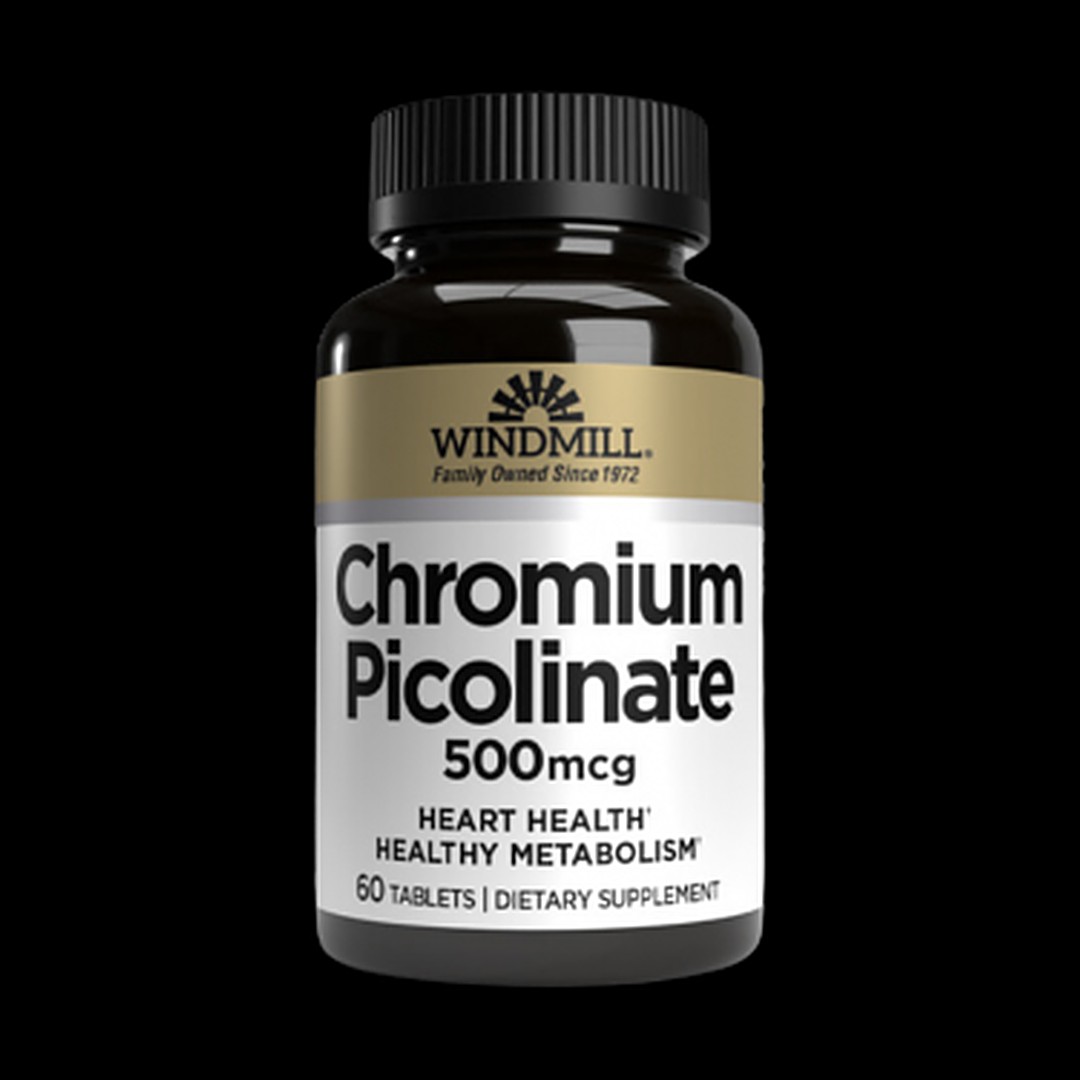 WINDMILL®
Family Owned Since 1972
Chromium
Picolinate
500mcg
HEART HEALTH*
HEALTHY METABOLISM*
60 TABLETS | DIETARY SUPPLEMENT